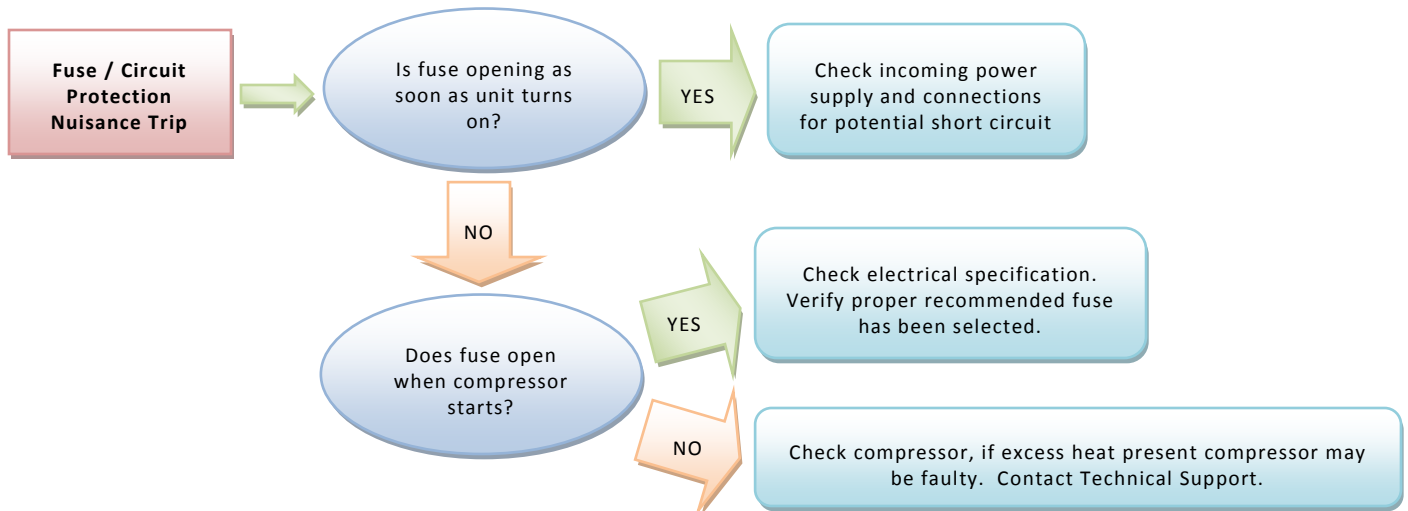 Fuse / Circuit
Protection
Nuisance Trip
Is fuse opening as
soon as unit turns
on?
YES
Check incoming power
supply and connections
for potential short circuit
NO
Does fuse open
when compressor
starts?
YES
Check electrical specification.
Verify proper recommended fuse
has been selected.
NO
Check compressor, if excess heat present compressor may
be faulty. Contact Technical Support.